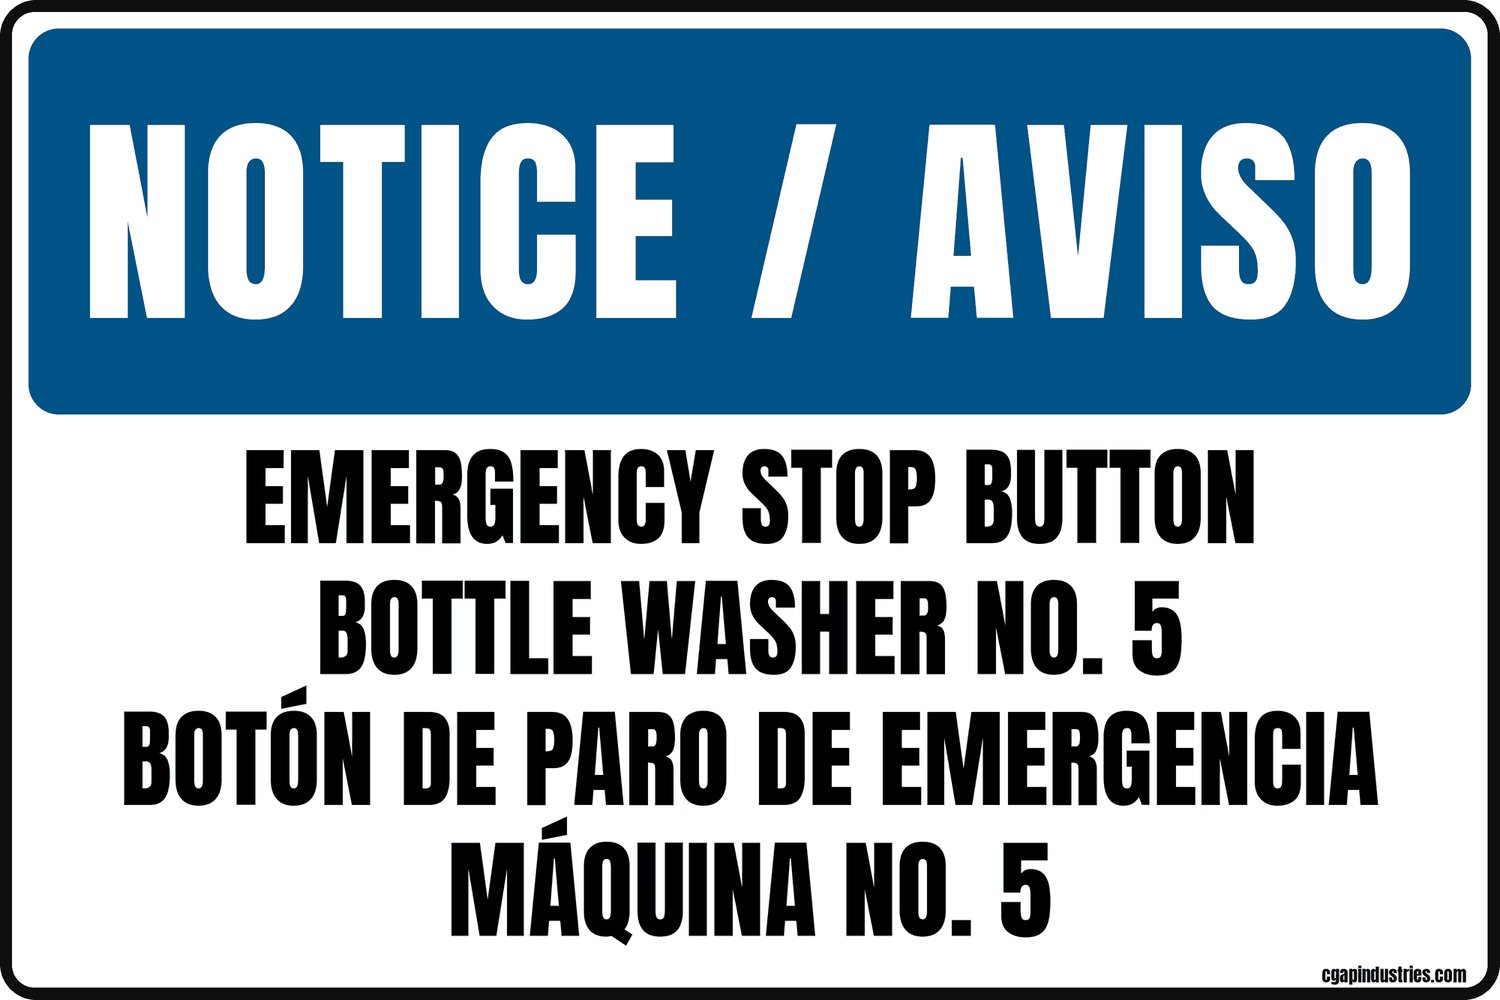 NOTICE / AVISO
EMERGENCY STOP BUTTON
BOTTLE WASHER NO. 5
BOTÓN DE PARO DE EMERGENCIA
MÁQUINA NO. 5
cgapindustries.com